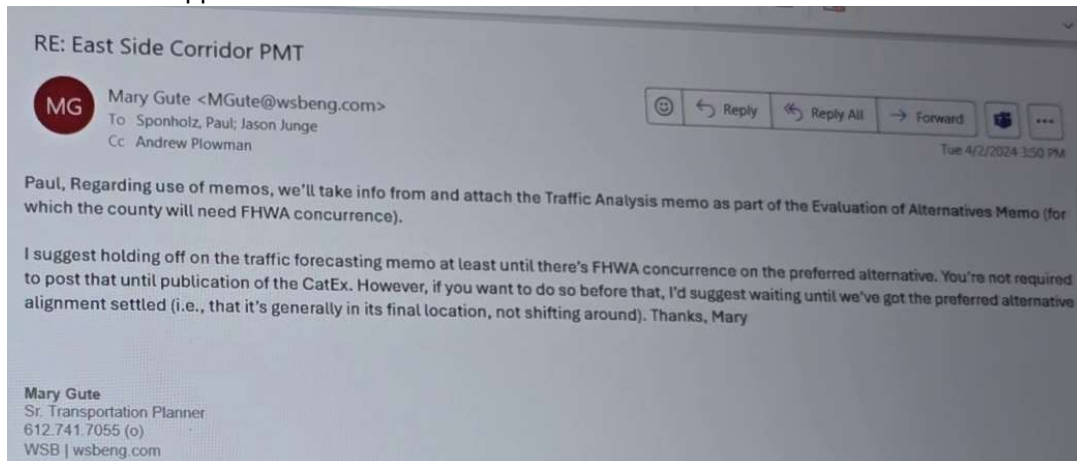 RE: East Side Corridor PMT
MG
Mary Gute <MGute@wsbeng.com>
To Sponholz, Paul; Jason Junge
Cc Andrew Plowman
Reply
Reply All
Forward
Tue 4/2/2024 3:50 PM
Paul, Regarding use of memos, we'll take info from and attach the Traffic Analysis memo as part of the Evaluation of Alternatives Memo (for
which the county will need FHWA concurrence).
I suggest holding off on the traffic forecasting memo at least until there's FHWA concurrence on the preferred alternative. You're not required
to post that until publication of the CatEx. However, if you want to do so before that, I'd suggest waiting until we've got the preferred alternative
alignment settled (i.e., that it's generally in its final location, not shifting around). Thanks, Mary
Mary Gute
Sr. Transportation Planner
612.741.7055 (o)
WSB | wsbeng.com